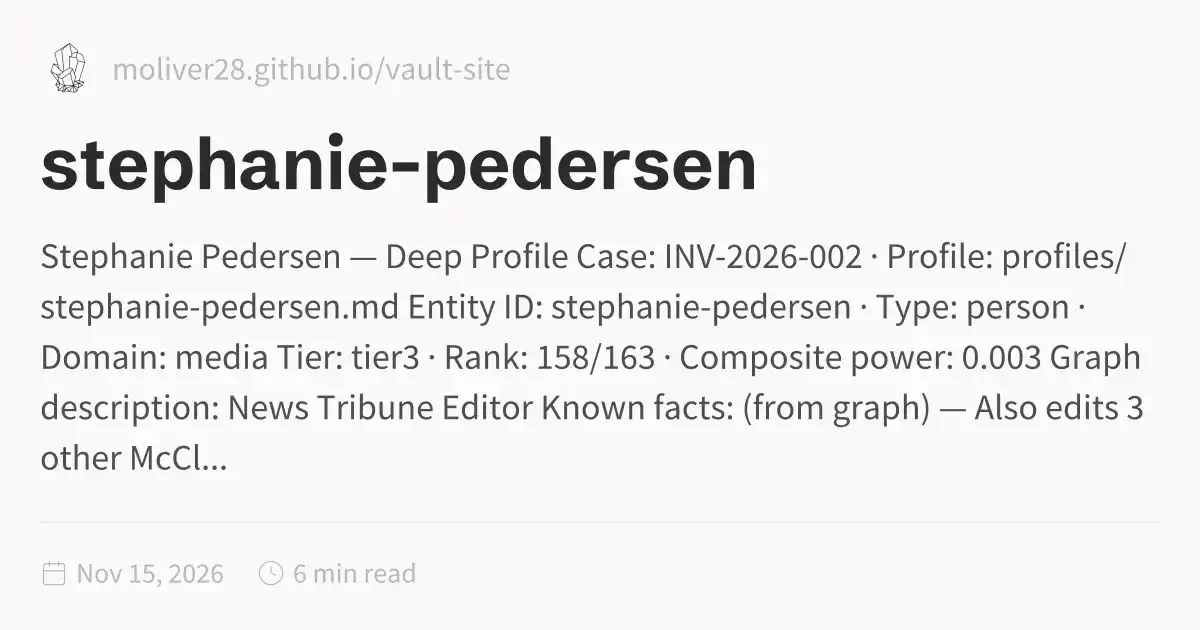 moliver28.github.io/vault-site
stephanie-pedersen
Stephanie Pedersen — Deep Profile Case: INV-2026-002 · Profile: profiles/
stephanie-pedersen.md Entity ID: stephanie-pedersen · Type: person ·
Domain: media Tier: tier3 · Rank: 158/163 · Composite power: 0.003 Graph
description: News Tribune Editor Known facts: (from graph) — Also edits 3
other McCl...
Nov 15, 2026 6 min read